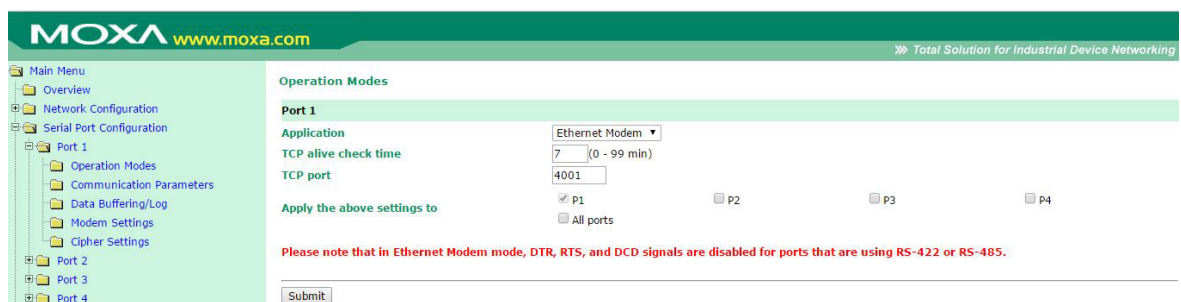 MOXA www.moxa.com
Total Solution for Industrial Device Networking
Main Menu
Overview
Network Configuration
Serial Port Configuration
Port 1
Operation Modes
Communication Parameters
Data Buffering/Log
Modem Settings
Cipher Settings
Port 2
Port 3
Port 4
Operation Modes
Port 1
Application Ethernet Modem
TCP alive check time 7 (0 - 99 min)
TCP port 4001
Apply the above settings to P1 P2 P3 P4
All ports
Please note that in Ethernet Modem mode, DTR, RTS, and DCD signals are disabled for ports that are using RS-422 or RS-485.
Submit